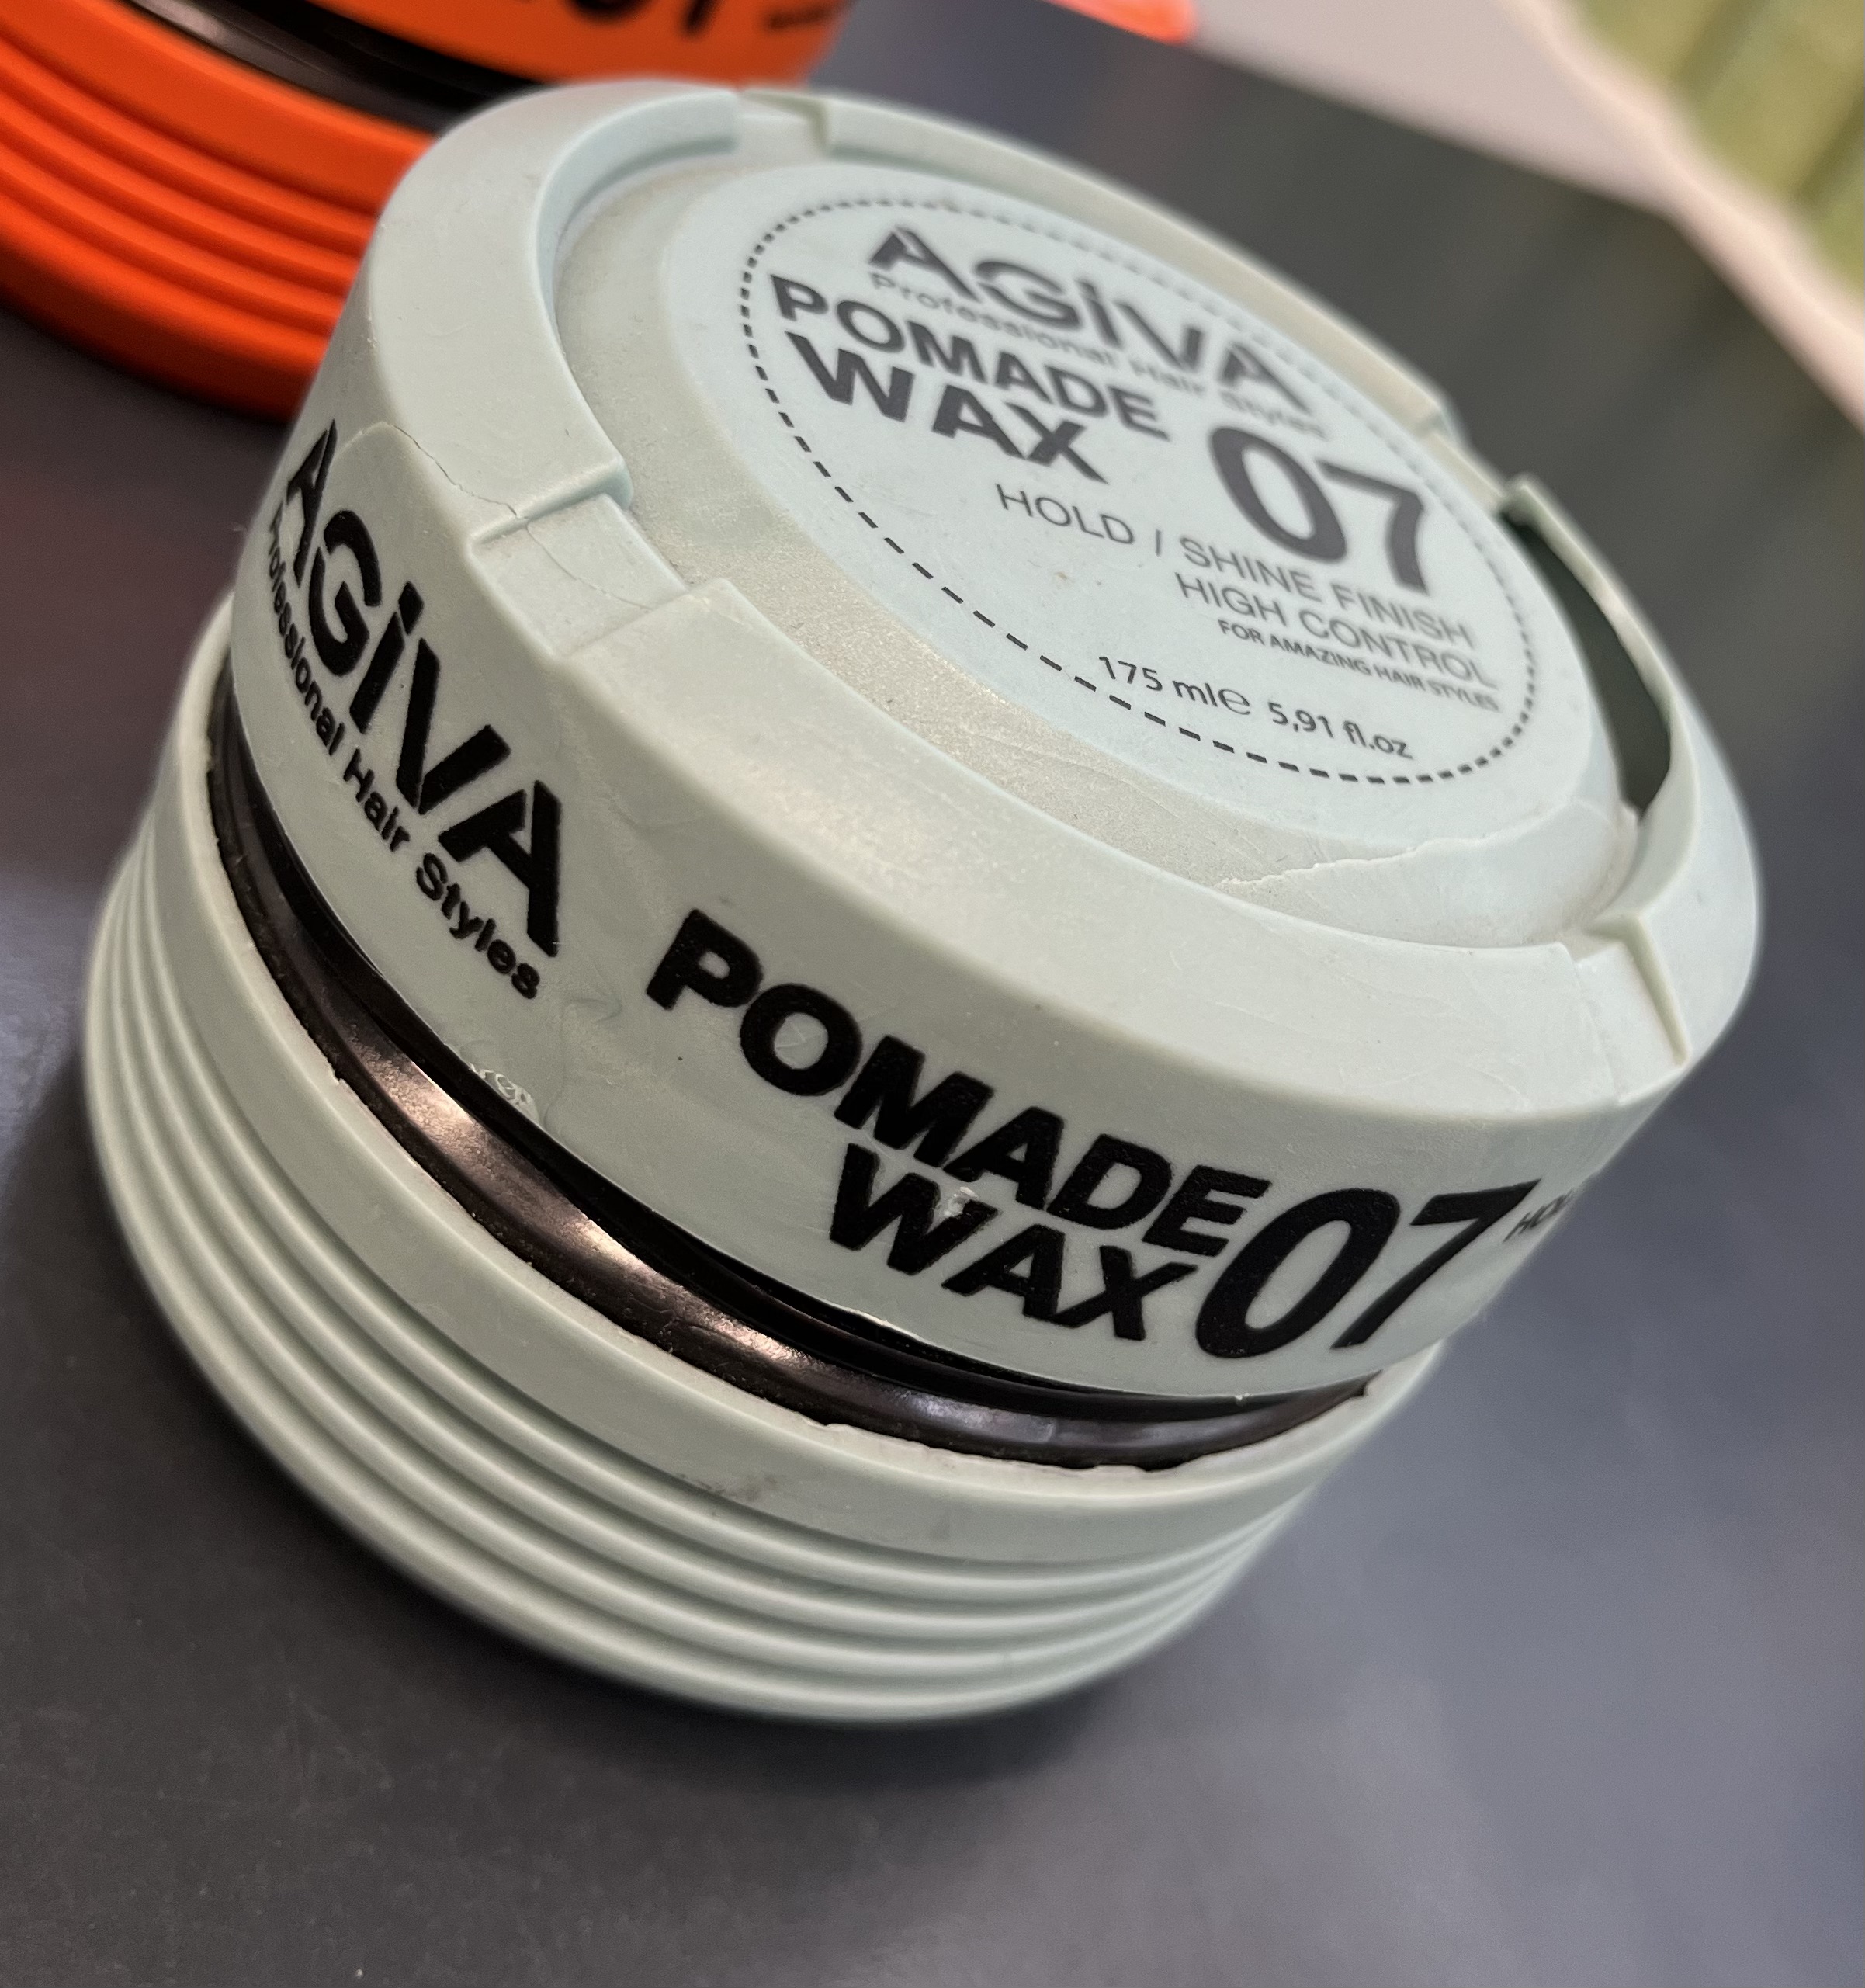 AGiVA
Professional Hair Styles
POMADE
WAX
07
HOLD / SHINE FINISH
HIGH CONTROL
FOR AMAZING HAIR STYLES
175 ml℮ 5,91 fl.oz
AGiVA
Professional Hair Styles
POMADE
WAX
07